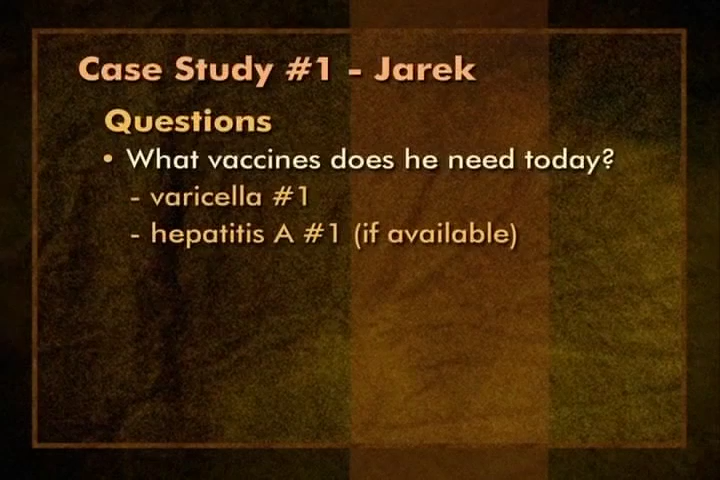 Case Study #1 - Jarek
Questions
• What vaccines does he need today?
- varicella #1
- hepatitis A #1 (if available)